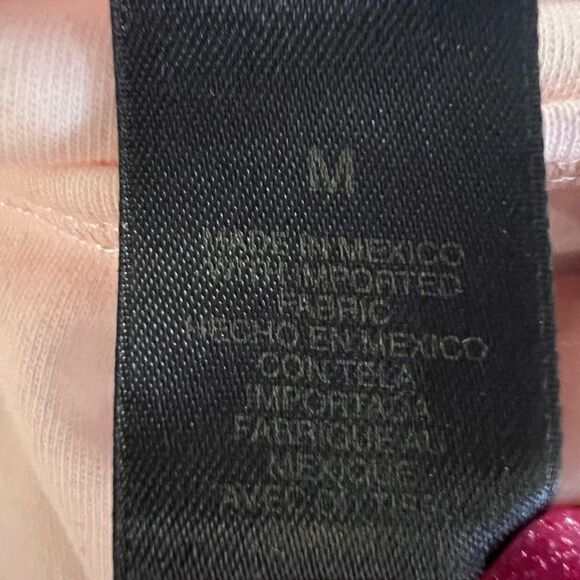 M
MADE IN MEXICO
WITH IMPORTED
FABRIC
HECHO EN MEXICO
CON TELA
IMPORTADA
FABRIQUE AU
MEXIQUE
AVEC